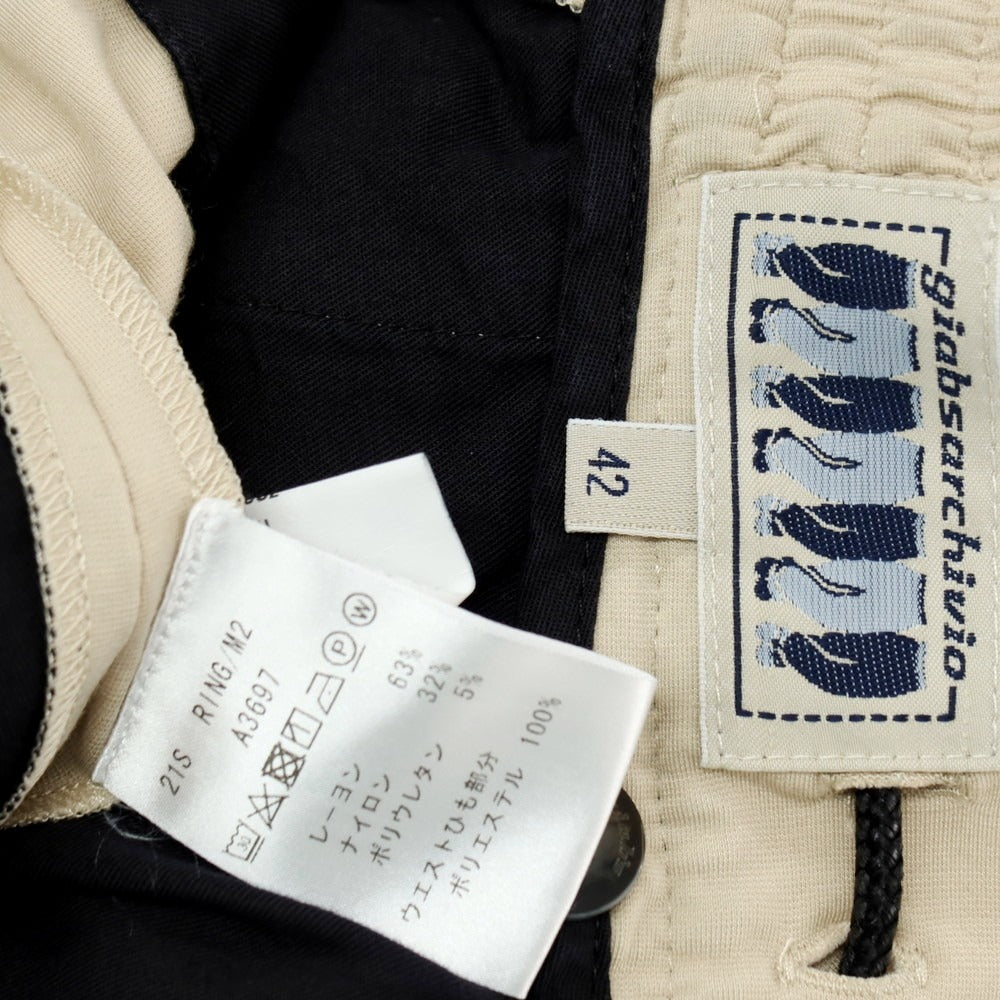 giabsarchivio
42
21S RING/M2
A3697
30
P
W
レーヨン 63%
ナイロン 32%
ポリウレタン 5%
ウエストひも部分
ポリエステル 100%